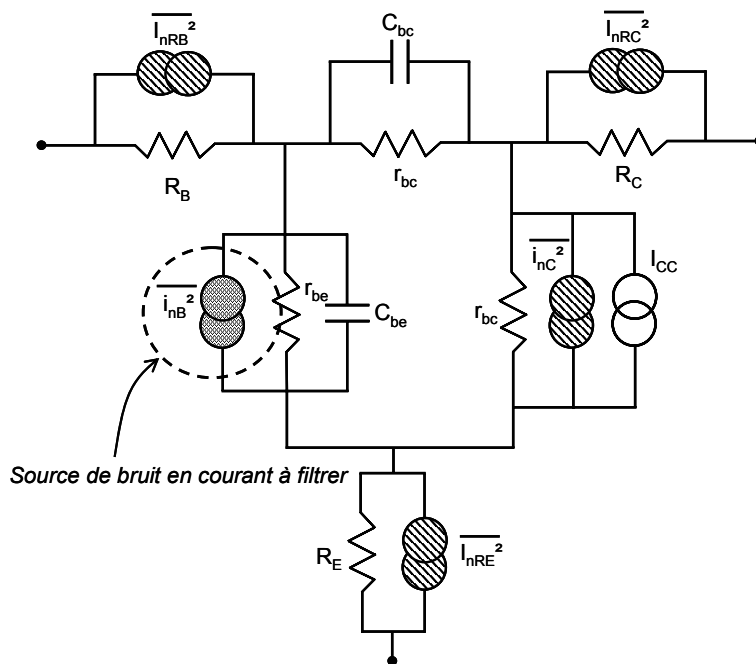 I̅n̅R̅B̅²
C_bc
I̅n̅R̅C̅²
R_B
r_bc
R_C
i̅n̅B̅²
r_be
C_be
r_bc
i̅n̅C̅²
I_CC
Source de bruit en courant à filtrer
R_E
I̅n̅R̅E̅²